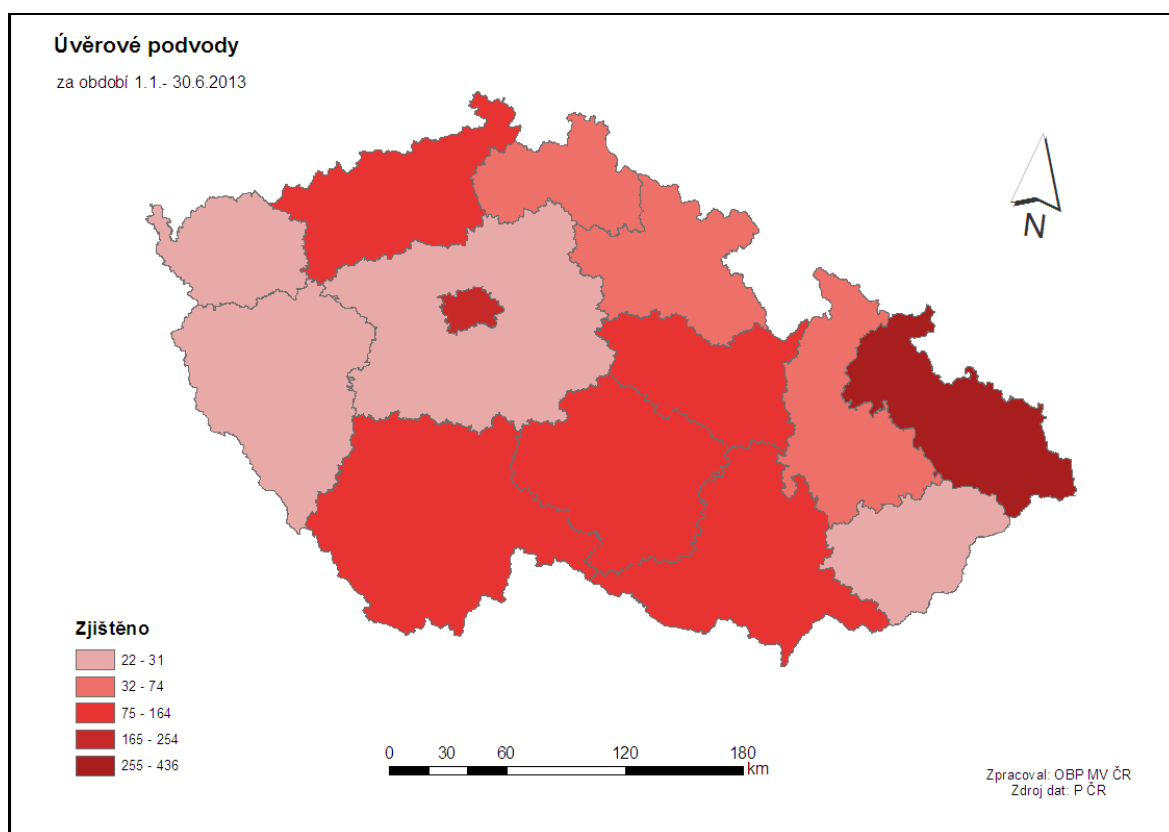 Úvěrové podvody
za období 1.1.- 30.6.2013
N
Zjištěno
22 - 31
32 - 74
75 - 164
165 - 254
255 - 436
0 30 60 120 180
km
Zpracoval: OBP MV ČR
Zdroj dat: P ČR